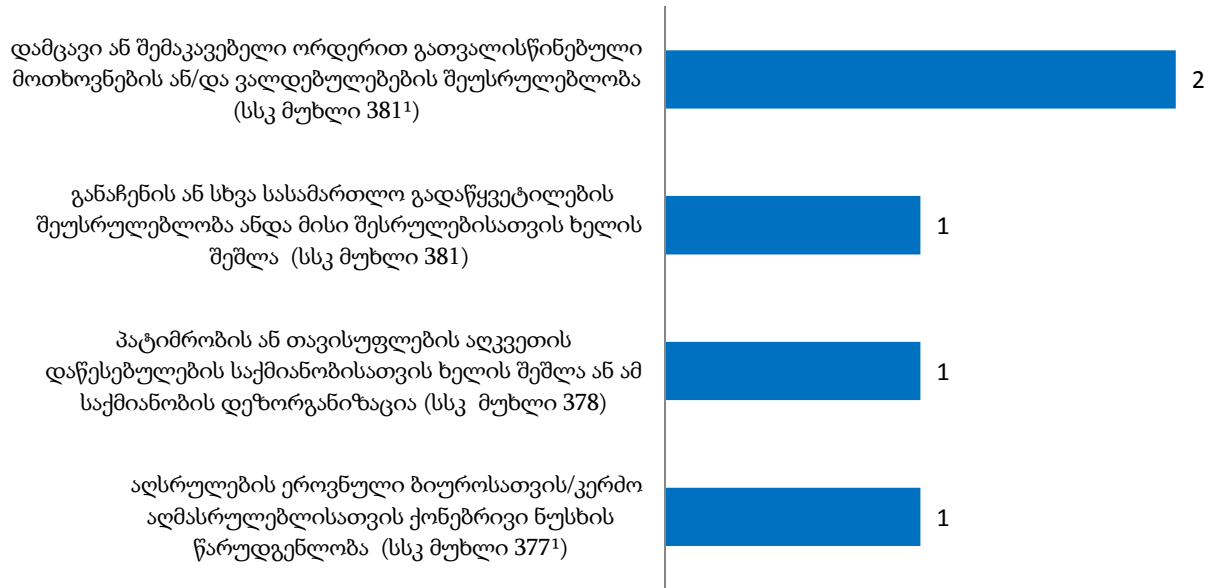 დამცავი ან შემაკავებელი ორდერით გათვალისწინებული
მოთხოვნების ან/და ვალდებულებების შეუსრულებლობა
(სსკ მუხლი 381¹)
2
განაჩენის ან სხვა სასამართლო გადაწყვეტილების
შეუსრულებლობა ანდა მისი შესრულებისათვის ხელის
შეშლა (სსკ მუხლი 381)
1
პატიმრობის ან თავისუფლების აღკვეთის
დაწესებულების საქმიანობისათვის ხელის შეშლა ან ამ
საქმიანობის დეზორგანიზაცია (სსკ მუხლი 378)
1
აღსრულების ეროვნული ბიუროსათვის/კერძო
აღმასრულებლისათვის ქონებრივი ნუსხის
წარუდგენლობა (სსკ მუხლი 377¹)
1